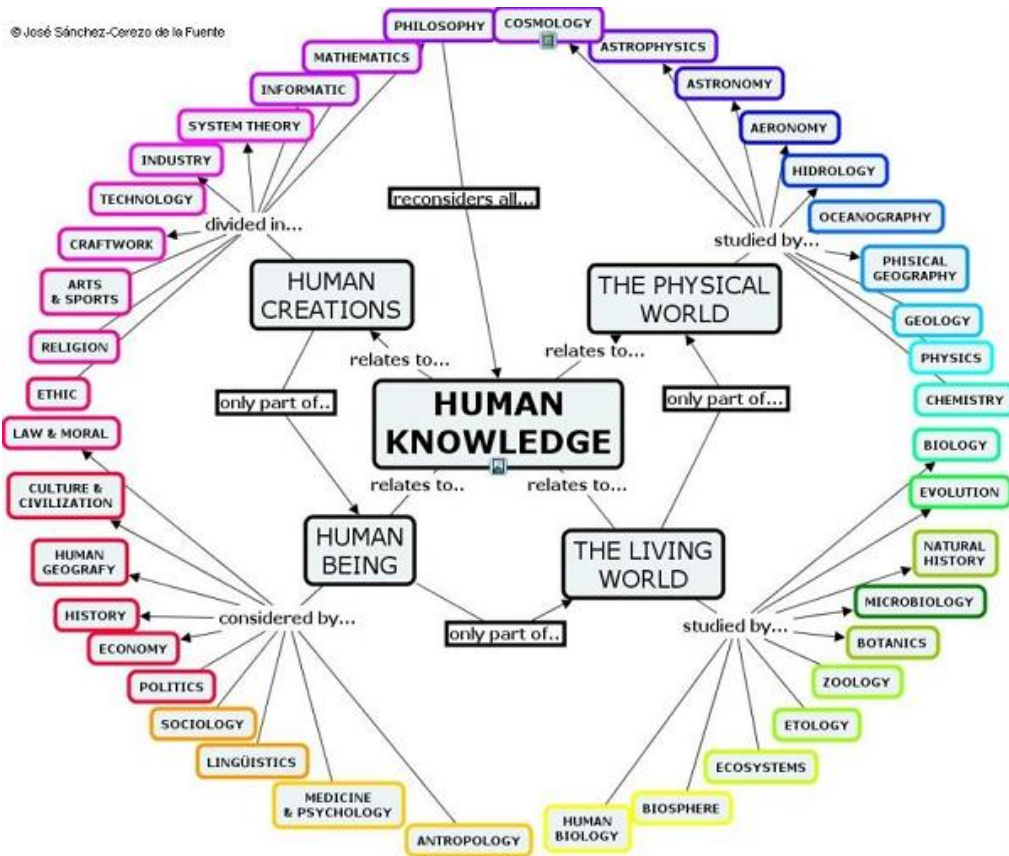 © José Sánchez-Cerezo de la Fuente
PHILOSOPHY
COSMOLOGY
MATHEMATICS
ASTROPHYSICS
INFORMATIC
ASTRONOMY
SYSTEM THEORY
AERONOMY
INDUSTRY
HIDROLOGY
TECHNOLOGY
reconsiders all...
OCEANOGRAPHY
divided in...
studied by...
CRAFTWORK
PHISICAL
GEOGRAPHY
ARTS
& SPORTS
HUMAN
CREATIONS
THE PHYSICAL
WORLD
GEOLOGY
RELIGION
relates to...
relates to...
PHYSICS
ETHIC
only part of..
HUMAN
KNOWLEDGE
only part of...
CHEMISTRY
LAW & MORAL
BIOLOGY
CULTURE &
CIVILIZATION
relates to..
relates to...
EVOLUTION
HUMAN
GEOGRAFY
HUMAN
BEING
THE LIVING
WORLD
NATURAL
HISTORY
MICROBIOLOGY
HISTORY
considered by...
only part of..
studied by...
ECONOMY
BOTANICS
POLITICS
ZOOLOGY
SOCIOLOGY
ETOLOGY
LINGÜISTICS
ECOSYSTEMS
MEDICINE
& PSYCHOLOGY
BIOSPHERE
ANTROPOLOGY
HUMAN
BIOLOGY